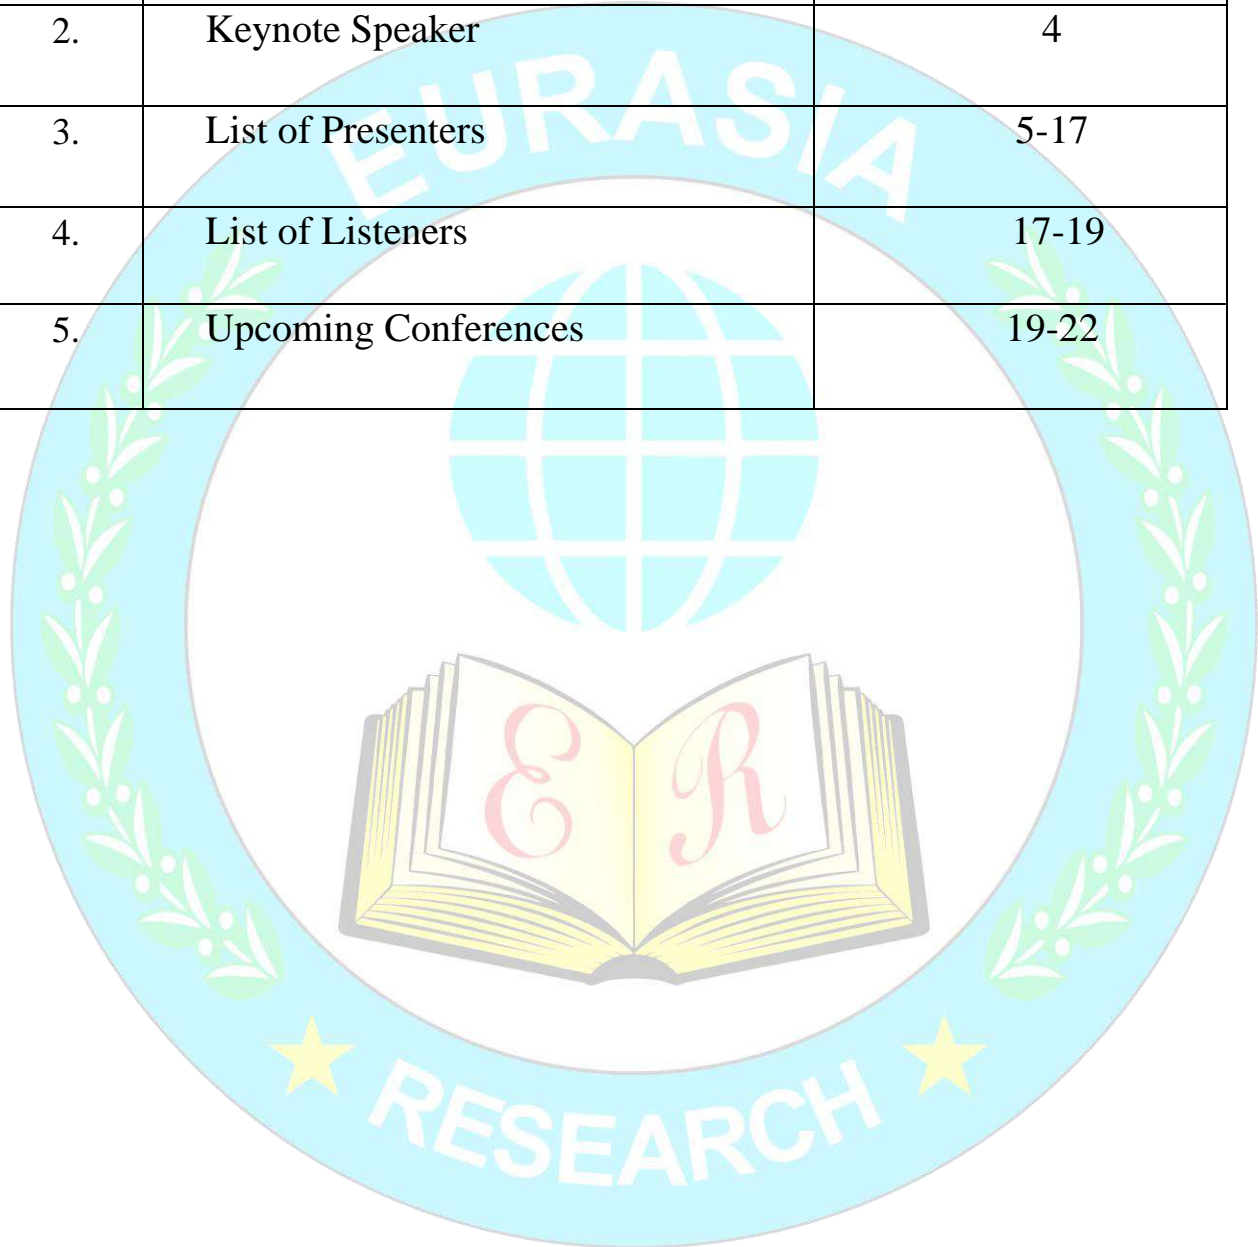 2. Keynote Speaker 4
3. List of Presenters 5-17
4. List of Listeners 17-19
5. Upcoming Conferences 19-22
EURASIA
E R
RESEARCH